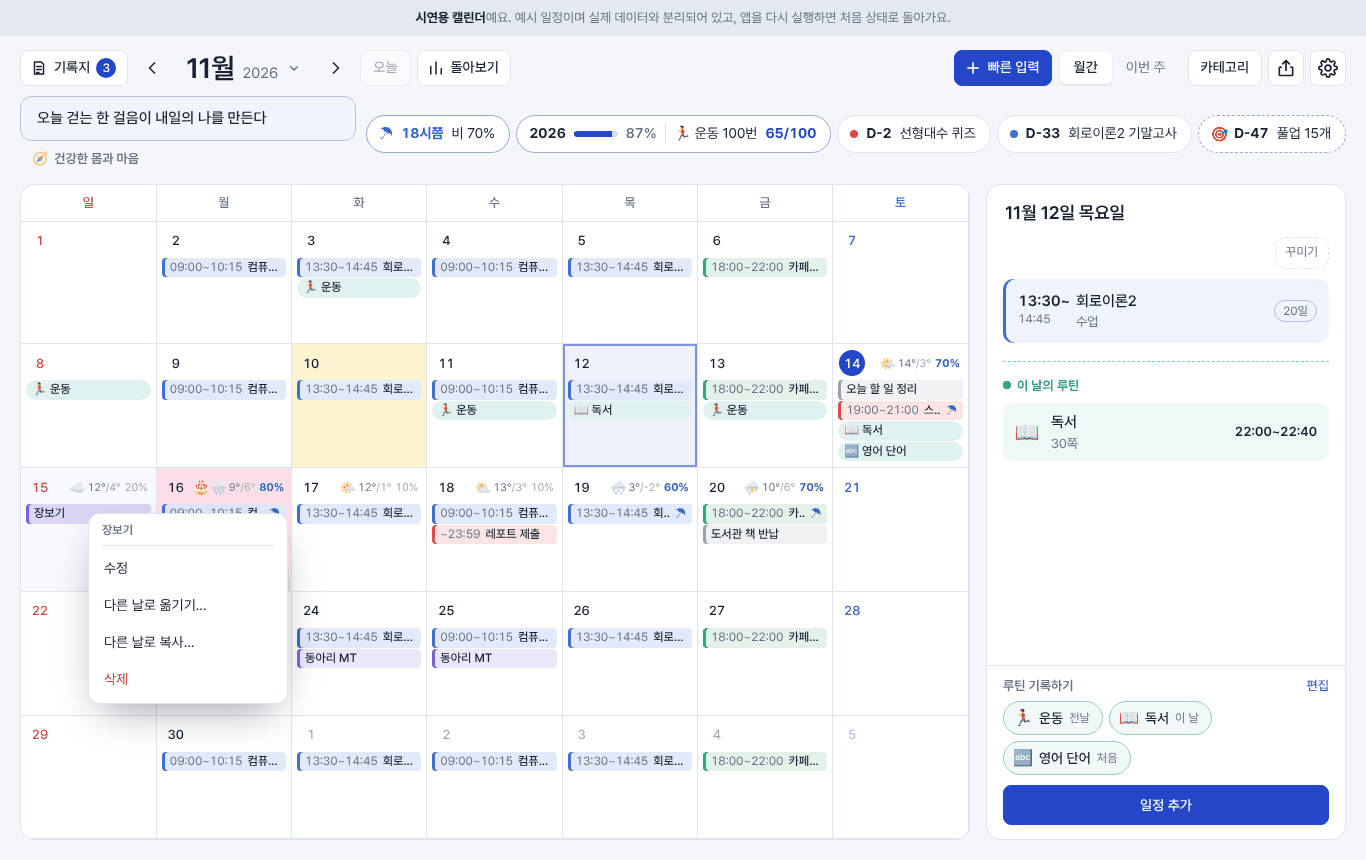 시연용 캘린더예요. 예시 일정이며 실제 데이터와 분리되어 있고, 앱을 다시 실행하면 처음 상태로 돌아가요.
기록지 3 11월 2026 오늘 돌아보기 빠른 입력 월간 이번 주 카테고리
오늘 걷는 한 걸음이 내일의 나를 만든다
건강한 몸과 마음
18시쯤 비 70% 2026 87% 운동 100번 65/100 D-2 선형대수 퀴즈 D-33 회로이론2 기말고사 D-47 풀업 15개
일 월 화 수 목 금 토
1 2 3 4 5 6 7
09:00~10:15 컴퓨... 13:30~14:45 회로... 09:00~10:15 컴퓨... 13:30~14:45 회로... 18:00~22:00 카페...
운동
8 9 10 11 12 13 14 14°/3° 70%
운동 09:00~10:15 컴퓨... 13:30~14:45 회로... 09:00~10:15 컴퓨... 13:30~14:45 회로... 18:00~22:00 카페... 오늘 할 일 정리
운동 독서 운동 19:00~21:00 스..
독서
영어 단어
15 12°/4° 20% 16 9°/6° 80% 17 12°/1° 10% 18 13°/3° 10% 19 3°/-2° 60% 20 10°/6° 70% 21
장보기 09:00~10:15 컴.. 13:30~14:45 회로... 09:00~10:15 컴퓨... 13:30~14:45 회.. 18:00~22:00 카..
~23:59 레포트 제출 도서관 책 반납
장보기
수정
다른 날로 옮기기...
다른 날로 복사...
삭제
22 24 25 26 27 28
13:30~14:45 회로... 09:00~10:15 컴퓨... 13:30~14:45 회로... 18:00~22:00 카페...
동아리 MT 동아리 MT
29 30 1 2 3 4 5
09:00~10:15 컴퓨... 13:30~14:45 회로... 09:00~10:15 컴퓨... 13:30~14:45 회로... 18:00~22:00 카페...
11월 12일 목요일
꾸미기
13:30~ 회로이론2
14:45 수업
20일
이 날의 루틴
독서
30쪽
22:00~22:40
루틴 기록하기 편집
운동 전날 독서 이 날
영어 단어 처음
일정 추가